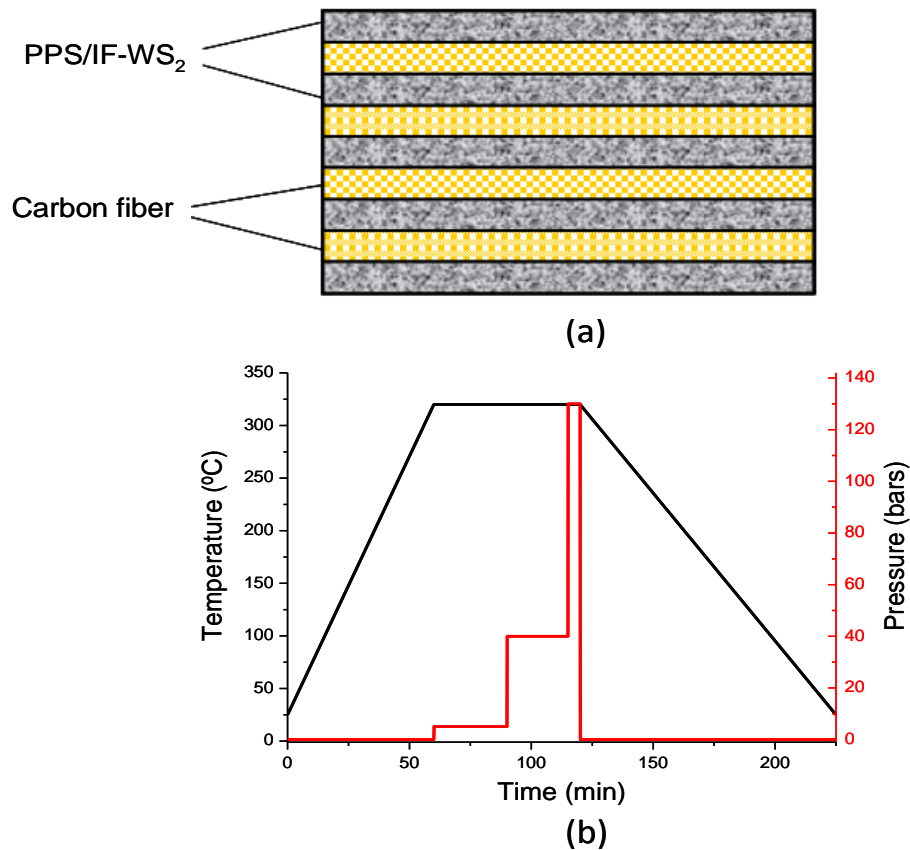 PPS/IF-WS₂
Carbon fiber
(a)
Temperature (ºC)
350
300
250
200
150
100
50
0
140
120
100
80
60
40
20
0
Pressure (bars)
0 50 100 150 200
Time (min)
(b)